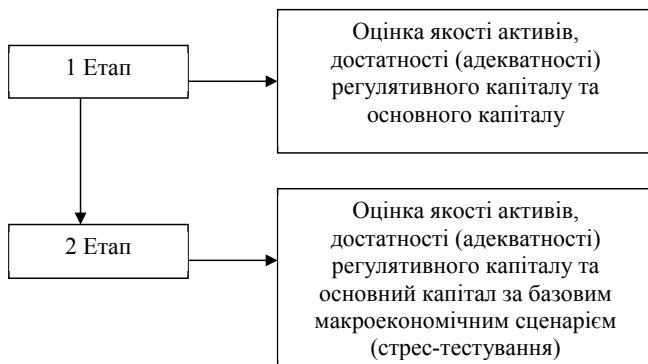 1 Етап
Оцінка якості активів,
достатності (адекватності)
регулятивного капіталу та
основного капіталу
2 Етап
Оцінка якості активів,
достатності (адекватності)
регулятивного капіталу та
основний капітал за базовим
макроекономічним сценарієм
(стрес-тестування)